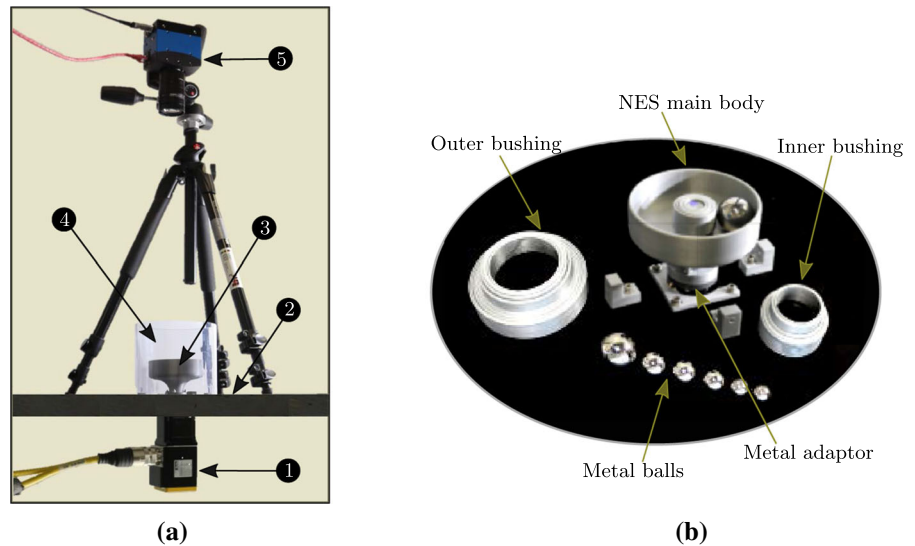 5
4
3
2
1
(a)
NES main body
Outer bushing
Inner bushing
Metal balls
Metal adaptor
(b)